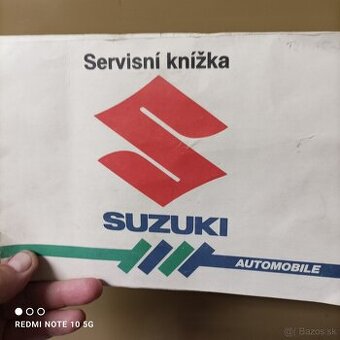 Servisní knížka
SUZUKI
AUTOMOBILE
REDMI NOTE 10 5G
Bazos.sk